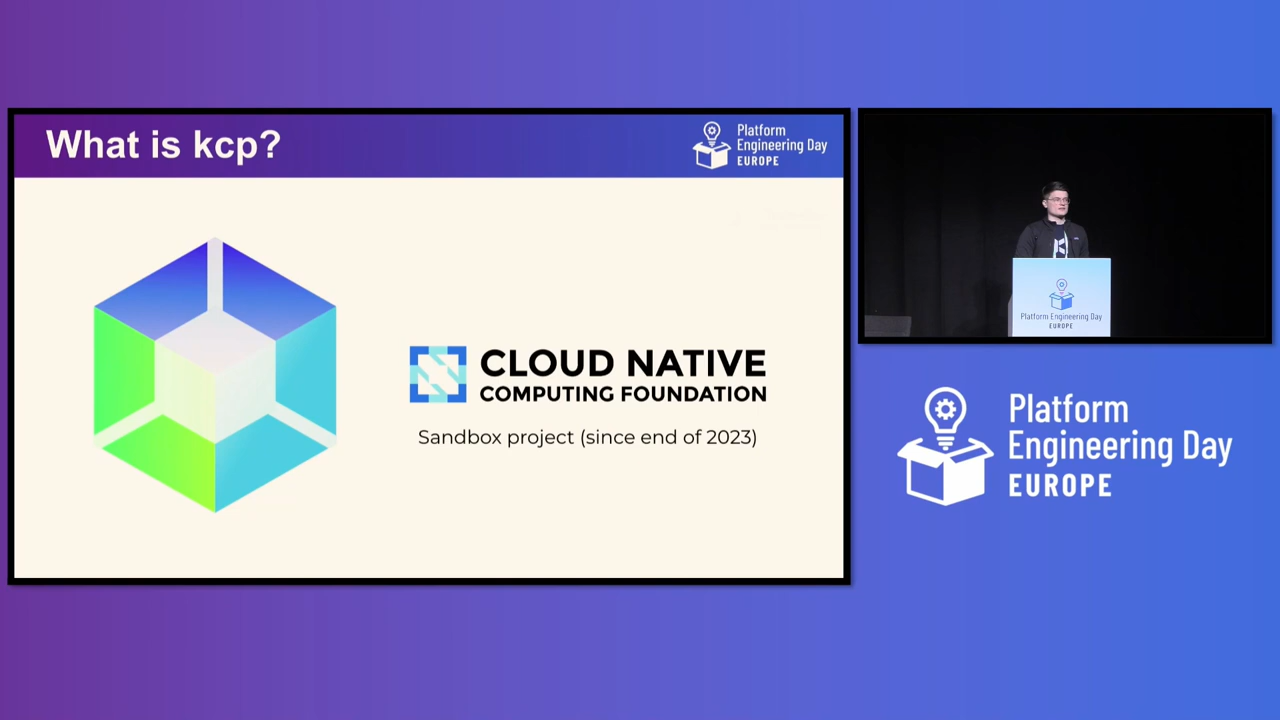 What is kcp?
Platform
Engineering Day
EUROPE
CLOUD NATIVE
COMPUTING FOUNDATION
Sandbox project (since end of 2023)
Platform Engineering Day
EUROPE
Platform
Engineering Day
EUROPE